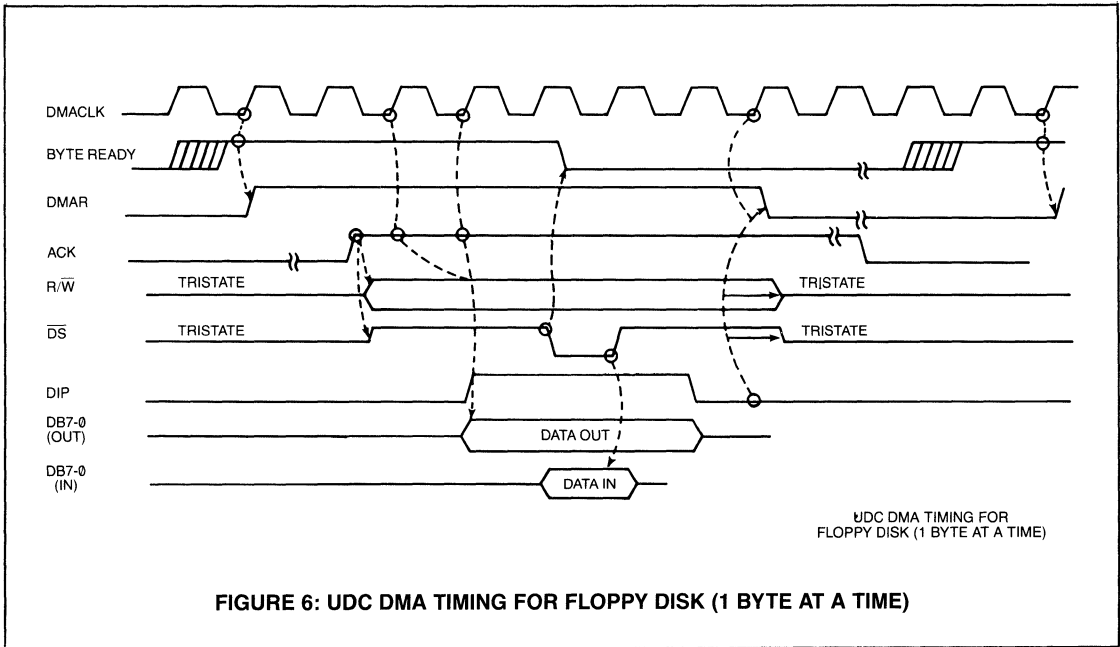 DMACLK
BYTE READY
DMAR
ACK
R/W̅ TRISTATE TRISTATE
D̅S̅ TRISTATE TRISTATE
DIP
DB7-0
(OUT) DATA OUT
DB7-0
(IN) DATA IN
UDC DMA TIMING FOR
FLOPPY DISK (1 BYTE AT A TIME)
FIGURE 6: UDC DMA TIMING FOR FLOPPY DISK (1 BYTE AT A TIME)